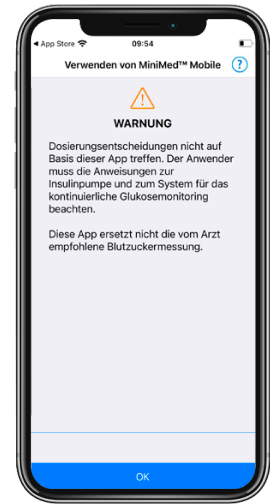 App Store 09:54
Verwenden von MiniMed™ Mobile ?
WARNUNG
Dosierungsentscheidungen nicht auf
Basis dieser App treffen. Der Anwender
muss die Anweisungen zur
Insulinpumpe und zum System für das
kontinuierliche Glukosemonitoring
beachten.
Diese App ersetzt nicht die vom Arzt
empfohlene Blutzuckermessung.
OK